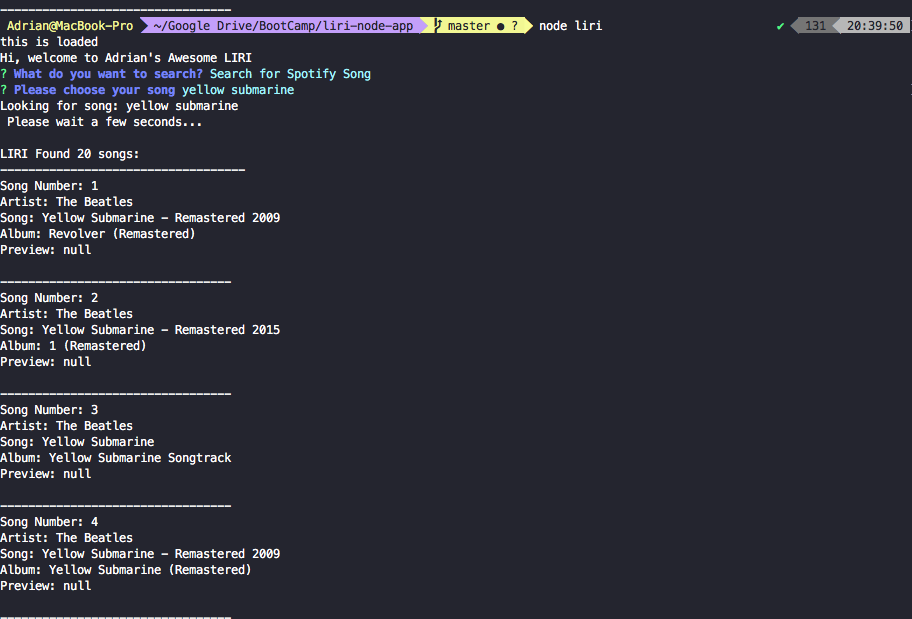 ---------------------------------
Adrian@MacBook-Pro ~/Google Drive/BootCamp/liri-node-app master ● ? node liri ✔ 131 20:39:50
this is loaded
Hi, welcome to Adrian's Awesome LIRI
? What do you want to search? Search for Spotify Song
? Please choose your song yellow submarine
Looking for song: yellow submarine
Please wait a few seconds...
LIRI Found 20 songs:
-----------------------------------
Song Number: 1
Artist: The Beatles
Song: Yellow Submarine - Remastered 2009
Album: Revolver (Remastered)
Preview: null
---------------------------------
Song Number: 2
Artist: The Beatles
Song: Yellow Submarine - Remastered 2015
Album: 1 (Remastered)
Preview: null
---------------------------------
Song Number: 3
Artist: The Beatles
Song: Yellow Submarine
Album: Yellow Submarine Songtrack
Preview: null
---------------------------------
Song Number: 4
Artist: The Beatles
Song: Yellow Submarine - Remastered 2009
Album: Yellow Submarine (Remastered)
Preview: null
---------------------------------